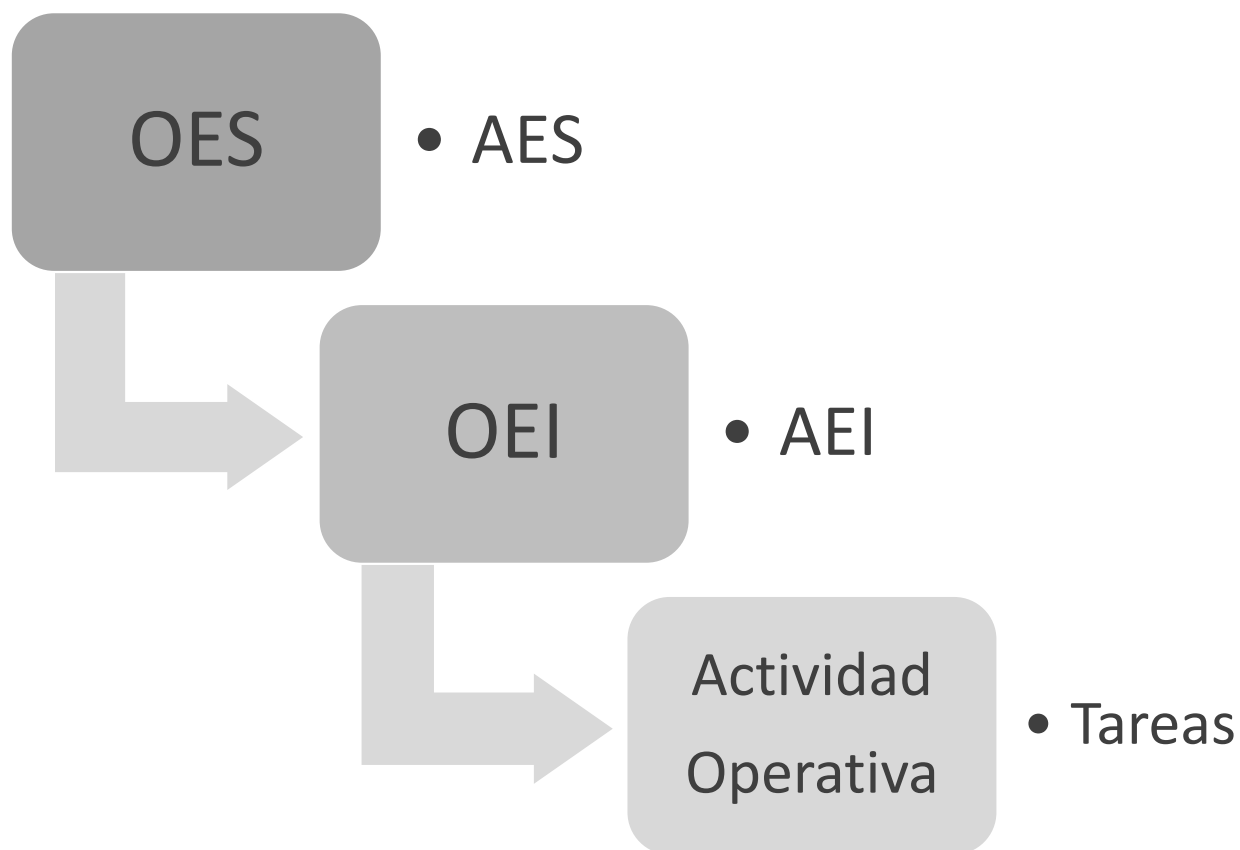 OES
• AES
OEI
• AEI
Actividad
Operativa
• Tareas